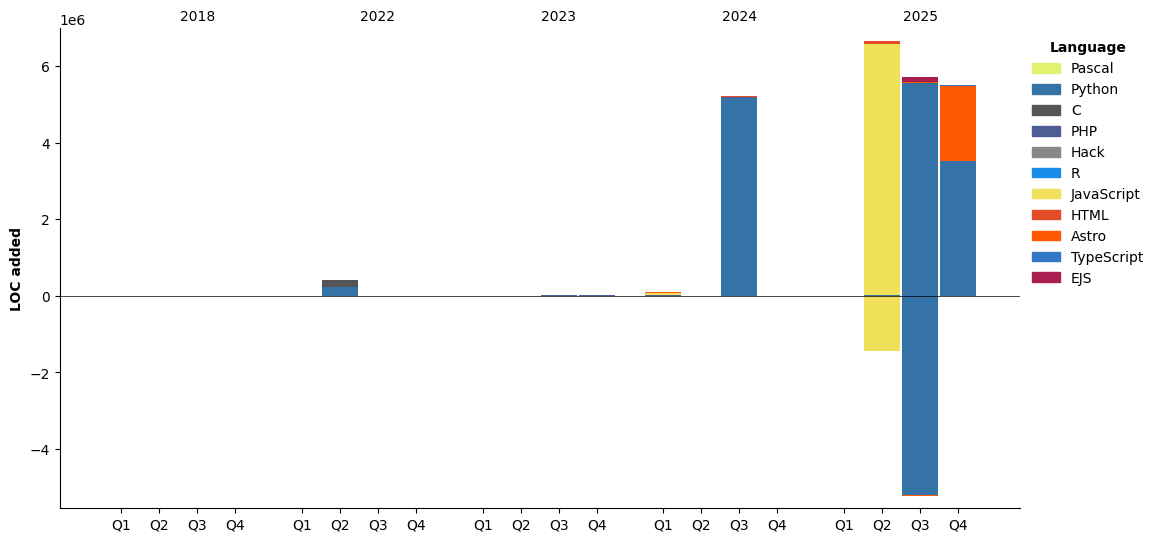 2018 2022 2023 2024 2025
1e6
6
4
2
0
−2
−4
LOC added
Q1 Q2 Q3 Q4 Q1 Q2 Q3 Q4 Q1 Q2 Q3 Q4 Q1 Q2 Q3 Q4 Q1 Q2 Q3 Q4
Language
Pascal
Python
C
PHP
Hack
R
JavaScript
HTML
Astro
TypeScript
EJS